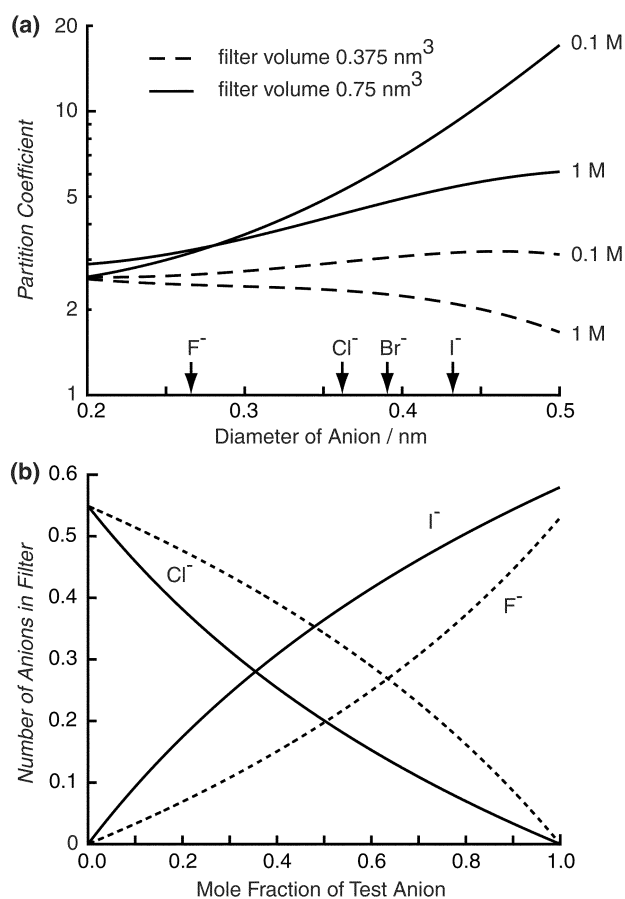 (a)
20
10
5
2
1
Partition Coefficient
filter volume 0.375 nm³
filter volume 0.75 nm³
0.1 M
1 M
0.1 M
1 M
F⁻ Cl⁻ Br⁻ I⁻
0.2 0.3 0.4 0.5
Diameter of Anion / nm
(b)
0.6
0.5
0.4
0.3
0.2
0.1
0
Number of Anions in Filter
I⁻
Cl⁻
F⁻
0.0 0.2 0.4 0.6 0.8 1.0
Mole Fraction of Test Anion